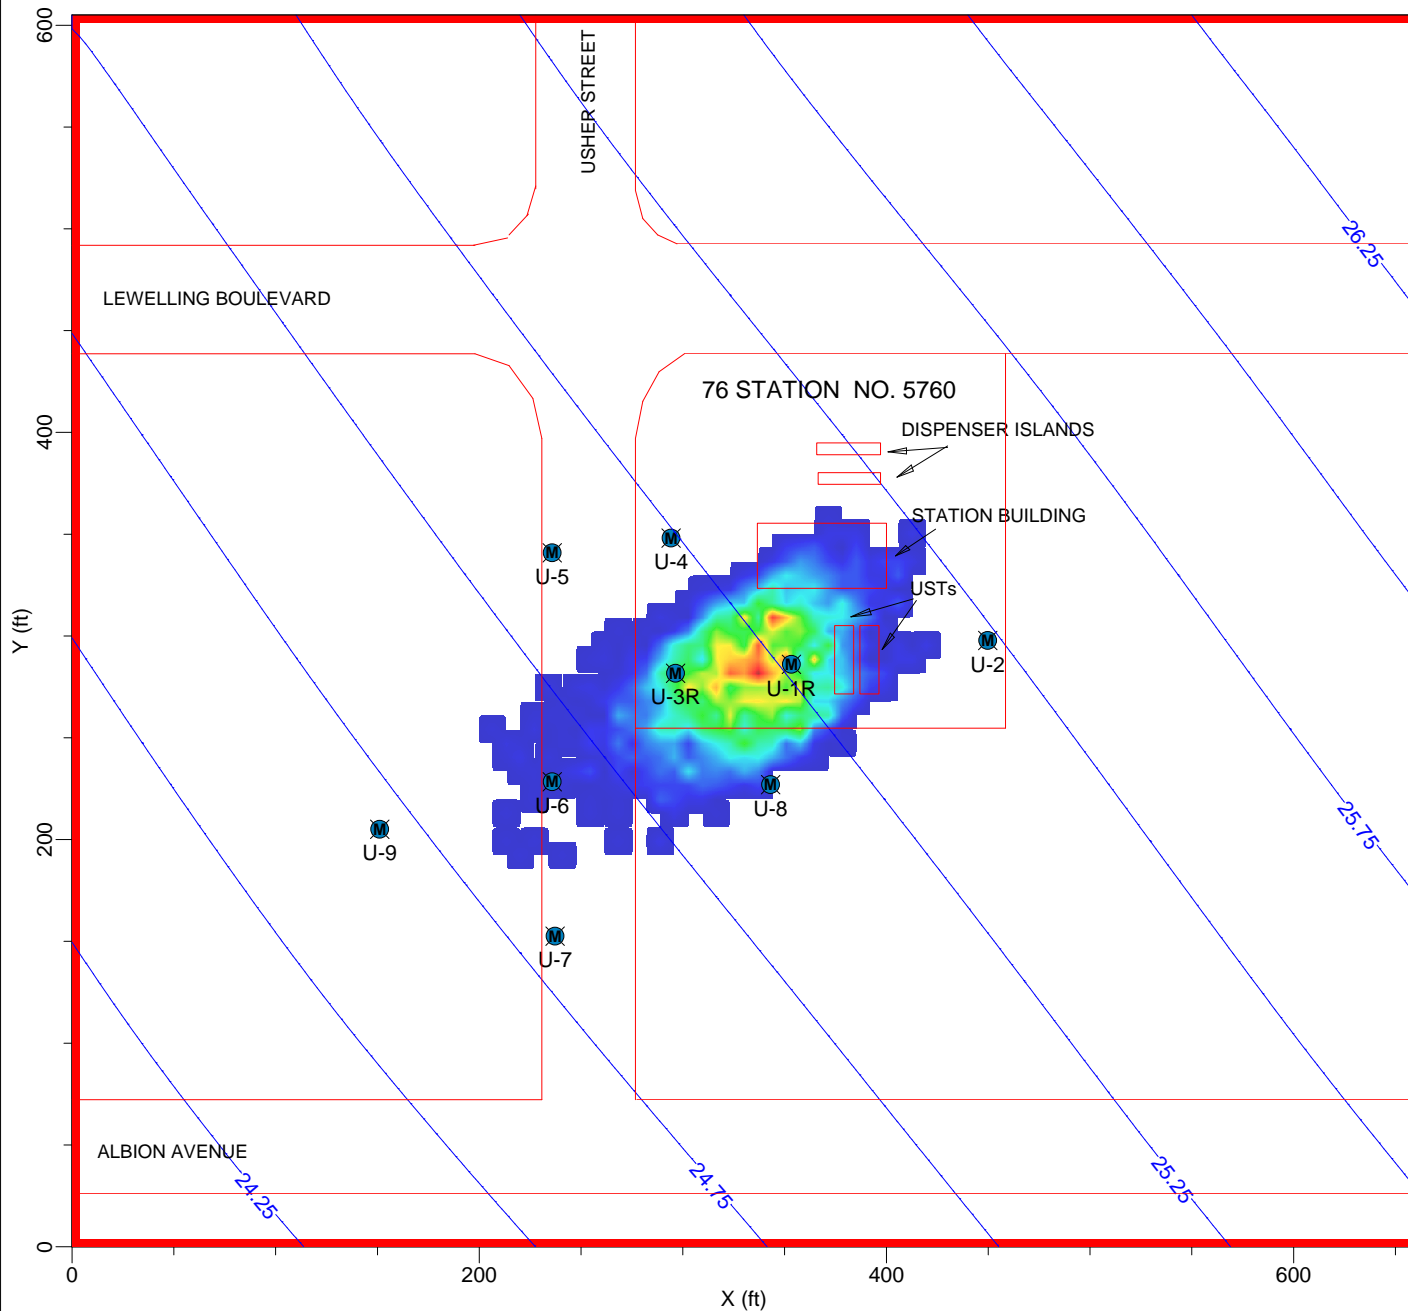 600
USHER STREET
26.25
LEWELLING BOULEVARD
76 STATION  NO. 5760
DISPENSER ISLANDS
400
STATION BUILDING
M
U-4
M
U-5
USTs
Y (ft)
M
U-2
M
U-1R
M
U-3R
M
U-6
M
U-8
M
U-9
25.75
200
M
U-7
ALBION AVENUE
24.25
24.75
25.25
0
0
200
400
600
X (ft)